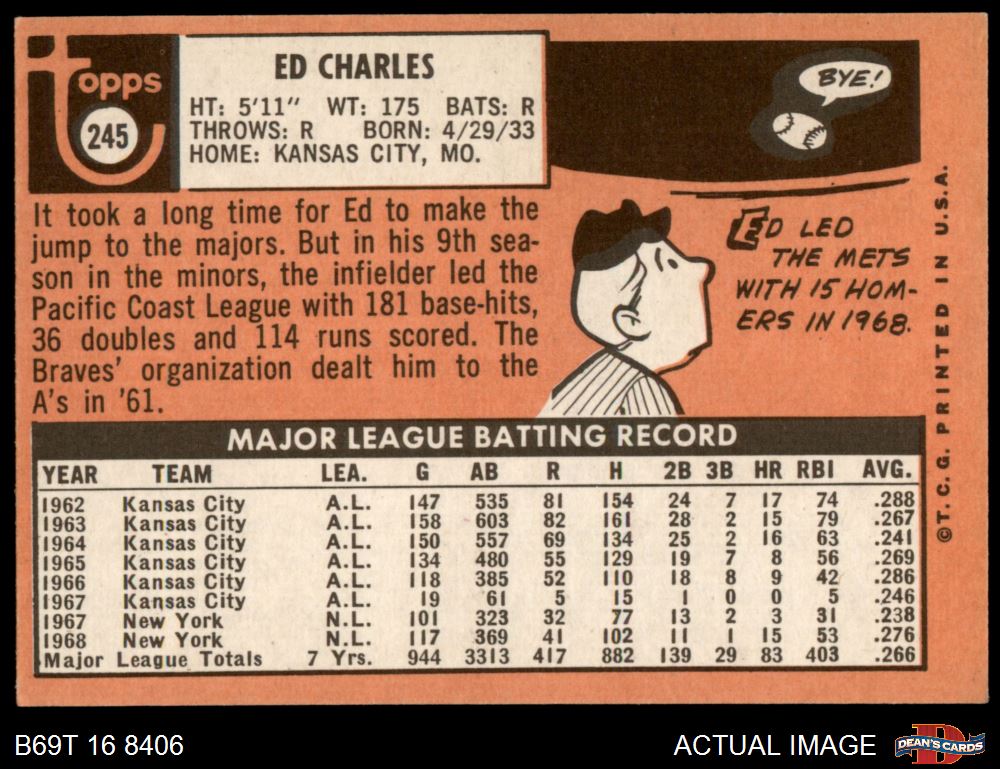 Topps
245
ED CHARLES
HT: 5'11" WT: 175 BATS: R
THROWS: R BORN: 4/29/33
HOME: KANSAS CITY, MO.
BYE!
It took a long time for Ed to make the
jump to the majors. But in his 9th sea-
son in the minors, the infielder led the
Pacific Coast League with 181 base-hits,
36 doubles and 114 runs scored. The
Braves' organization dealt him to the
A's in '61.
ED LED
THE METS
WITH 15 HOM-
ERS IN 1968.
©T.C.G. PRINTED IN U.S.A.
MAJOR LEAGUE BATTING RECORD
YEAR TEAM LEA. G AB R H 2B 3B HR RBI AVG.
1962 Kansas City A.L. 147 535 81 154 24 7 17 74 .288
1963 Kansas City A.L. 158 603 82 161 28 2 15 79 .267
1964 Kansas City A.L. 150 557 69 134 25 2 16 63 .241
1965 Kansas City A.L. 134 480 55 129 19 7 8 56 .269
1966 Kansas City A.L. 118 385 52 110 18 8 9 42 .286
1967 Kansas City A.L. 19 61 5 15 1 0 0 5 .246
1967 New York N.L. 101 323 32 77 13 2 3 31 .238
1968 New York N.L. 117 369 41 102 11 1 15 53 .276
Major League Totals 7 Yrs. 944 3313 417 882 139 29 83 403 .266
B69T 16 8406
ACTUAL IMAGE
DEAN'S CARDS